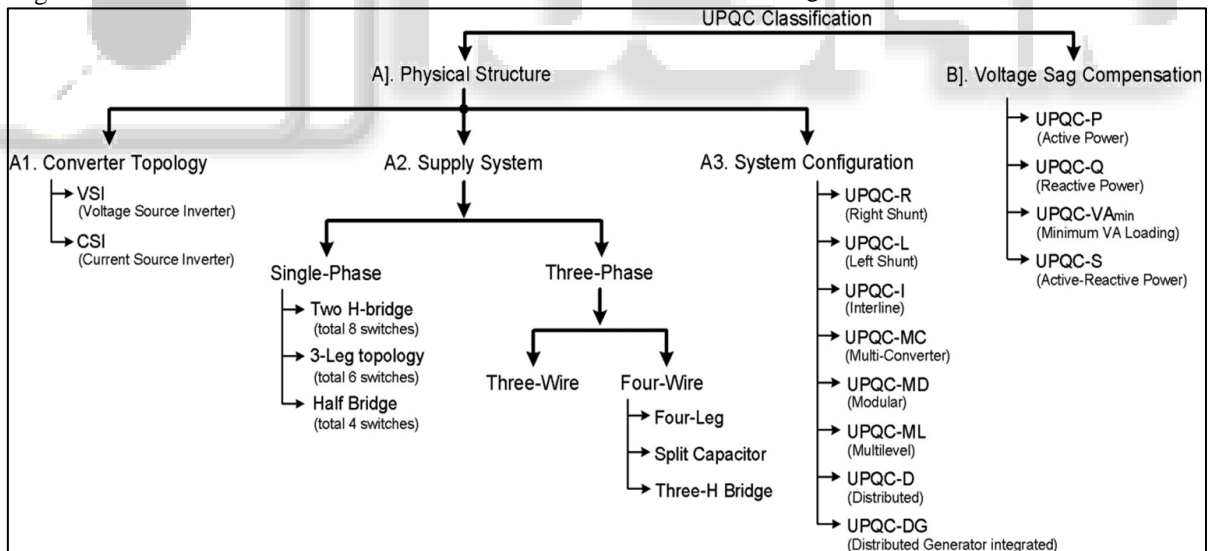 UPQC Classification
A]. Physical Structure
B]. Voltage Sag Compensation
A1. Converter Topology
VSI
(Voltage Source Inverter)
CSI
(Current Source Inverter)
A2. Supply System
Single-Phase
Two H-bridge
(total 8 switches)
3-Leg topology
(total 6 switches)
Half Bridge
(total 4 switches)
Three-Phase
Three-Wire
Four-Wire
Four-Leg
Split Capacitor
Three-H Bridge
A3. System Configuration
UPQC-R
(Right Shunt)
UPQC-L
(Left Shunt)
UPQC-I
(Interline)
UPQC-MC
(Multi-Converter)
UPQC-MD
(Modular)
UPQC-ML
(Multilevel)
UPQC-D
(Distributed)
UPQC-DG
(Distributed Generator integrated)
UPQC-P
(Active Power)
UPQC-Q
(Reactive Power)
UPQC-VAmin
(Minimum VA Loading)
UPQC-S
(Active-Reactive Power)